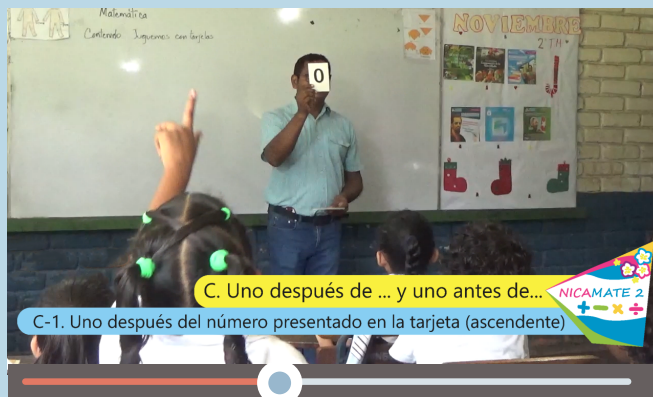 Matemática
Contenido Juguemos con tarjetas
NOVIEMBRE
0
C. Uno después de ... y uno antes de...
NICAMATE 2
C-1. Uno después del número presentado en la tarjeta (ascendente)